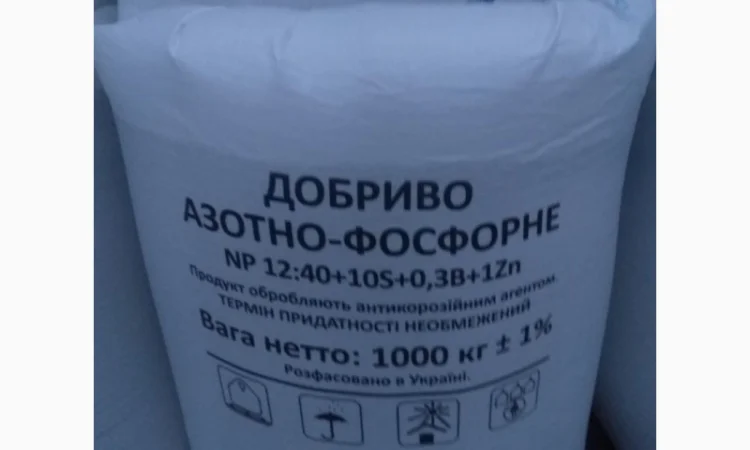 ДОБРИВО
АЗОТНО-ФОСФОРНЕ
NP 12:40+10S+0,3B+1Zn
Продукт обробляють антикорозійним агентом.
ТЕРМІН ПРИДАТНОСТІ НЕОБМЕЖЕНИЙ
Вага нетто: 1000 кг ± 1%
Розфасовано в Україні.